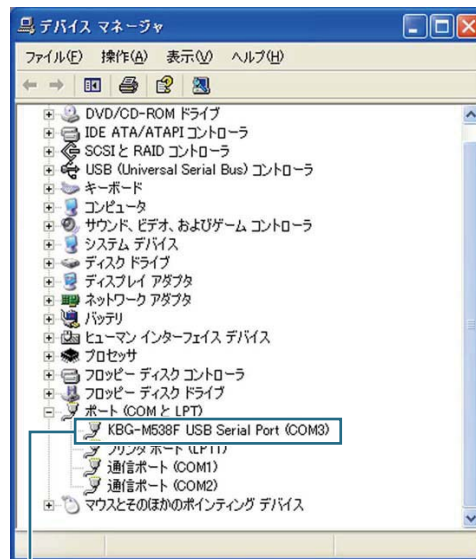 デバイス マネージャ
ファイル(F) 操作(A) 表示(V) ヘルプ(H)
DVD/CD-ROM ドライブ
IDE ATA/ATAPI コントローラ
SCSI と RAID コントローラ
USB (Universal Serial Bus) コントローラ
キーボード
コンピュータ
サウンド、ビデオ、およびゲーム コントローラ
システム デバイス
ディスク ドライブ
ディスプレイ アダプタ
ネットワーク アダプタ
バッテリ
ヒューマン インターフェイス デバイス
プロセッサ
フロッピー ディスク コントローラ
フロッピー ディスク ドライブ
ポート (COM と LPT)
KBG-M538F USB Serial Port (COM3)
プリンタ ポート (LPT1)
通信ポート (COM1)
通信ポート (COM2)
マウスとそのほかのポインティング デバイス